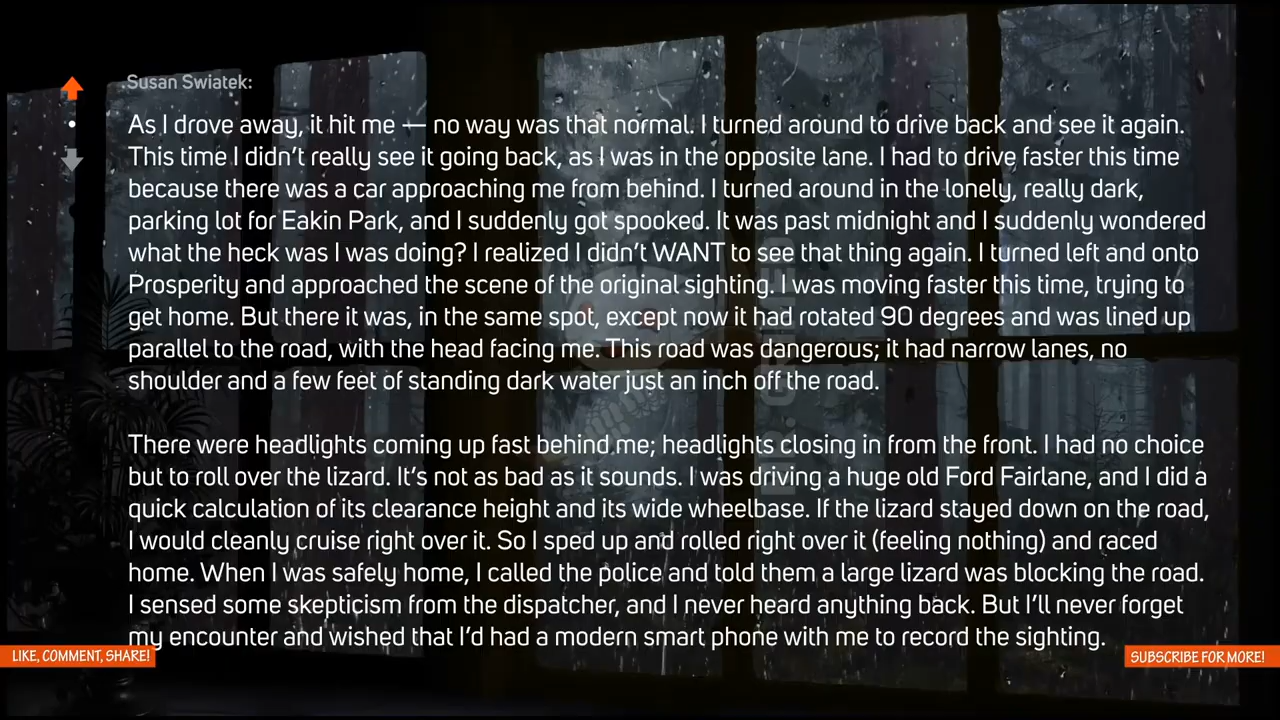 .Susan Swiatek:
As I drove away, it hit me — no way was that normal. I turned around to drive back and see it again.
This time I didn't really see it going back, as I was in the opposite lane. I had to drive faster this time
because there was a car approaching me from behind. I turned around in the lonely, really dark,
parking lot for Eakin Park, and I suddenly got spooked. It was past midnight and I suddenly wondered
what the heck was I was doing? I realized I didn't WANT to see that thing again. I turned left and onto
Prosperity and approached the scene of the original sighting. I was moving faster this time, trying to
get home. But there it was, in the same spot, except now it had rotated 90 degrees and was lined up
parallel to the road, with the head facing me. This road was dangerous; it had narrow lanes, no
shoulder and a few feet of standing dark water just an inch off the road.
There were headlights coming up fast behind me; headlights closing in from the front. I had no choice
but to roll over the lizard. It's not as bad as it sounds. I was driving a huge old Ford Fairlane, and I did a
quick calculation of its clearance height and its wide wheelbase. If the lizard stayed down on the road,
I would cleanly cruise right over it. So I sped up and rolled right over it (feeling nothing) and raced
home. When I was safely home, I called the police and told them a large lizard was blocking the road.
I sensed some skepticism from the dispatcher, and I never heard anything back. But I'll never forget
my encounter and wished that I'd had a modern smart phone with me to record the sighting.
LIKE, COMMENT, SHARE!
SUBSCRIBE FOR MORE!